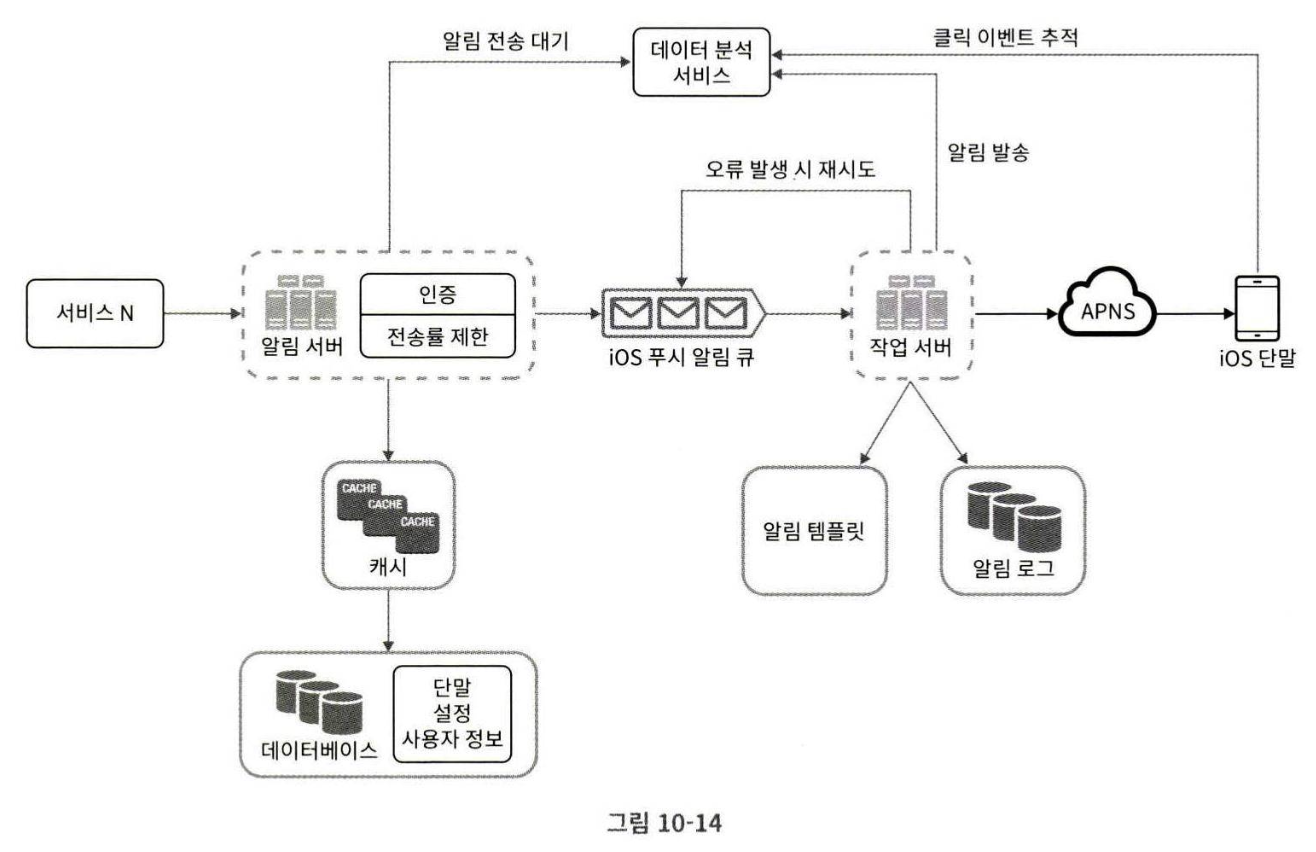 알림 전송 대기
데이터 분석
서비스
클릭 이벤트 추적
알림 발송
오류 발생 시 재시도
서비스 N
알림 서버
인증
전송률 제한
iOS 푸시 알림 큐
작업 서버
APNS
iOS 단말
CACHE
CACHE
CACHE
캐시
알림 템플릿
알림 로그
데이터베이스
단말
설정
사용자 정보
그림 10-14